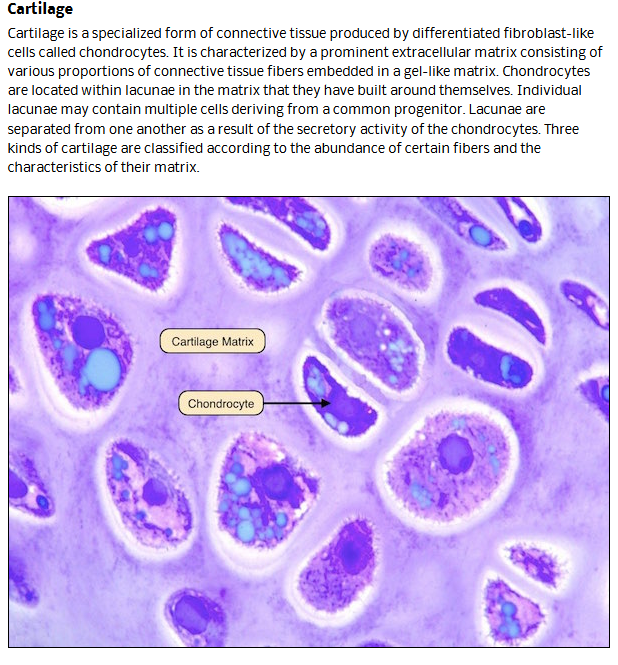 Cartilage
Cartilage is a specialized form of connective tissue produced by differentiated fibroblast-like
cells called chondrocytes. It is characterized by a prominent extracellular matrix consisting of
various proportions of connective tissue fibers embedded in a gel-like matrix. Chondrocytes
are located within lacunae in the matrix that they have built around themselves. Individual
lacunae may contain multiple cells deriving from a common progenitor. Lacunae are
separated from one another as a result of the secretory activity of the chondrocytes. Three
kinds of cartilage are classified according to the abundance of certain fibers and the
characteristics of their matrix.
Cartilage Matrix
Chondrocyte